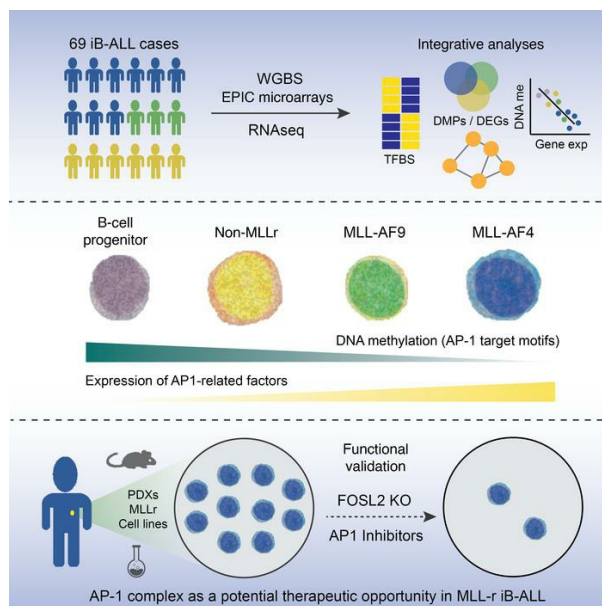 69 iB-ALL cases
WGBS
EPIC microarrays
RNAseq
Integrative analyses
TFBS
DMPs / DEGs
DNA me
Gene exp
B-cell
progenitor
Non-MLLr
MLL-AF9
MLL-AF4
DNA methylation (AP-1 target motifs)
Expression of AP1-related factors
PDXs
MLLr
Cell lines
Functional
validation
FOSL2 KO
AP1 Inhibitors
AP-1 complex as a potential therapeutic opportunity in MLL-r iB-ALL